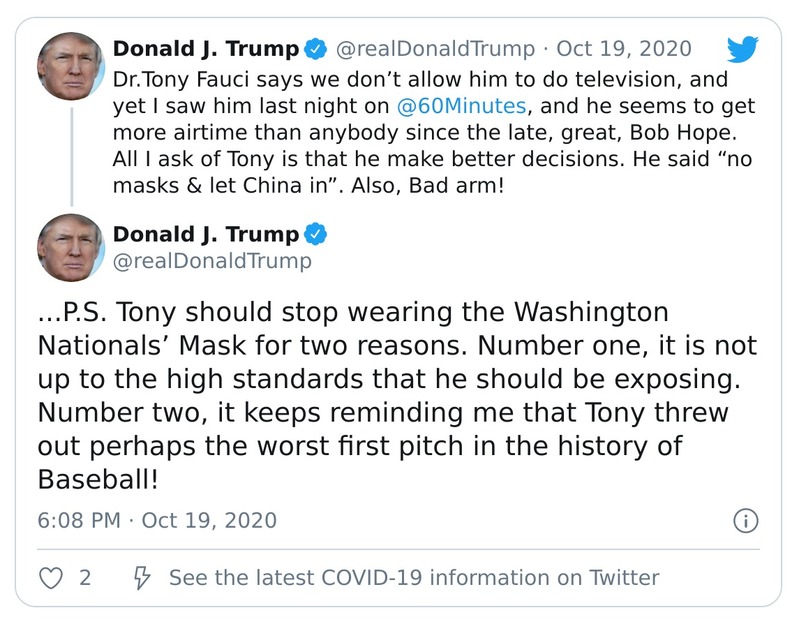 Donald J. Trump @realDonaldTrump · Oct 19, 2020
Dr.Tony Fauci says we don’t allow him to do television, and
yet I saw him last night on @60Minutes, and he seems to get
more airtime than anybody since the late, great, Bob Hope.
All I ask of Tony is that he make better decisions. He said “no
masks & let China in”. Also, Bad arm!
Donald J. Trump
@realDonaldTrump
...P.S. Tony should stop wearing the Washington
Nationals’ Mask for two reasons. Number one, it is not
up to the high standards that he should be exposing.
Number two, it keeps reminding me that Tony threw
out perhaps the worst first pitch in the history of
Baseball!
6:08 PM · Oct 19, 2020
2 See the latest COVID-19 information on Twitter